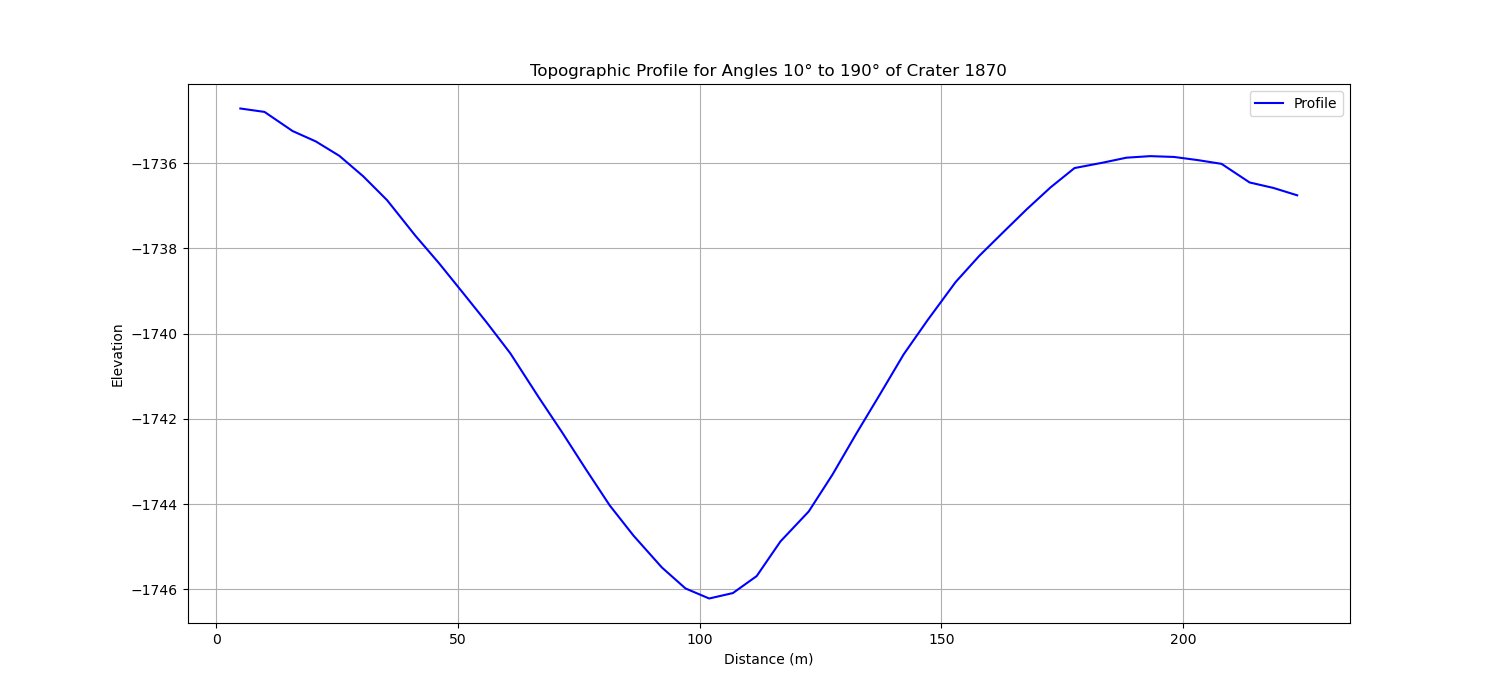 Topographic Profile for Angles 10° to 190° of Crater 1870
Profile
−1736
−1738
−1740
−1742
−1744
−1746
Elevation
0 50 100 150 200
Distance (m)